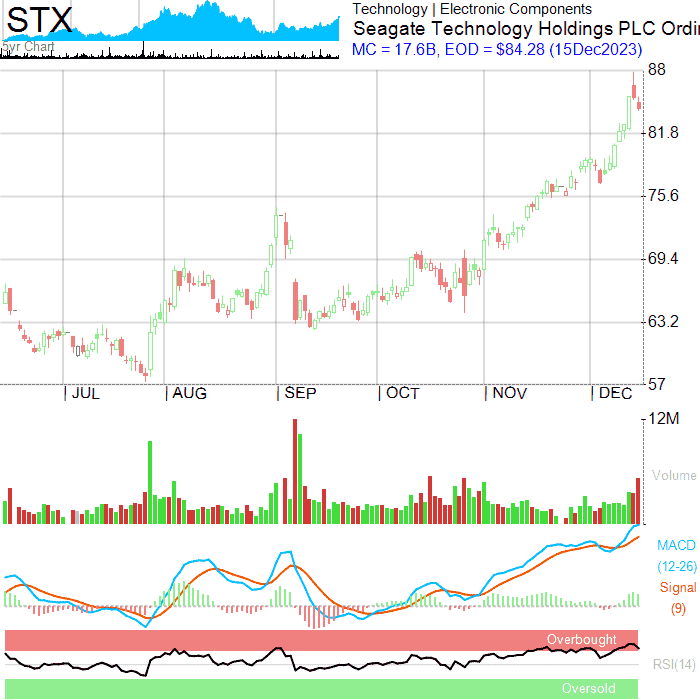 STX
5yr Chart
Technology | Electronic Components
Seagate Technology Holdings PLC Ordi
MC = 17.6B, EOD = $84.28 (15Dec2023)
88
81.8
75.6
69.4
63.2
57
JUL AUG SEP OCT NOV DEC
12M
Volume
MACD
(12-26)
Signal
(9)
Overbought
RSI(14)
Oversold